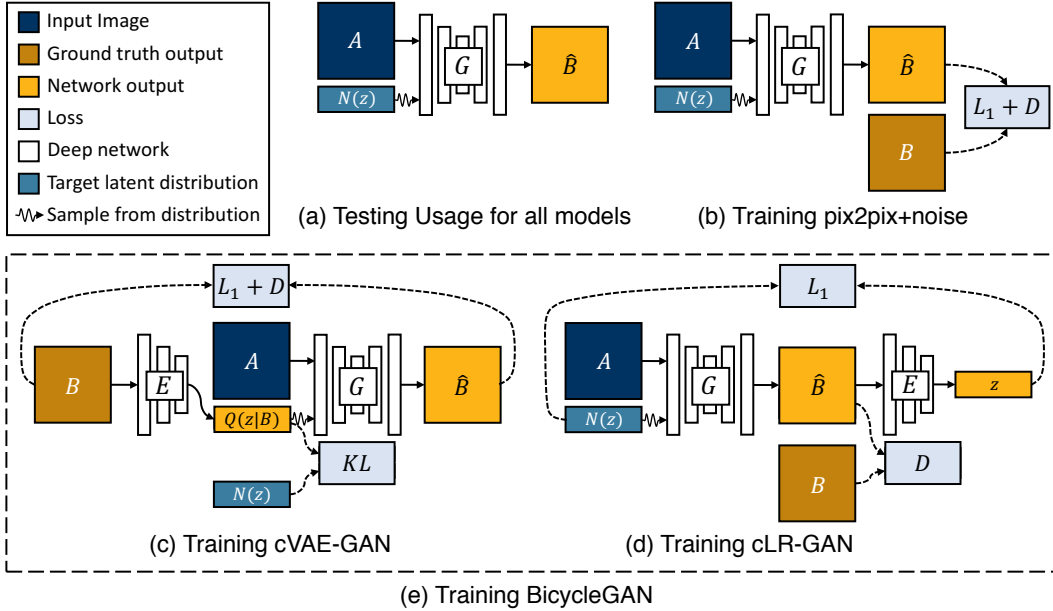 Input Image
Ground truth output
Network output
Loss
Deep network
Target latent distribution
Sample from distribution
A
N(z)
G
B̂
(a) Testing Usage for all models
A
N(z)
G
B̂
B
L₁ + D
(b) Training pix2pix+noise
L₁ + D
B
E
A
Q(z|B)
G
B̂
KL
N(z)
(c) Training cVAE-GAN
L₁
A
N(z)
G
B̂
E
z
B
D
(d) Training cLR-GAN
(e) Training BicycleGAN